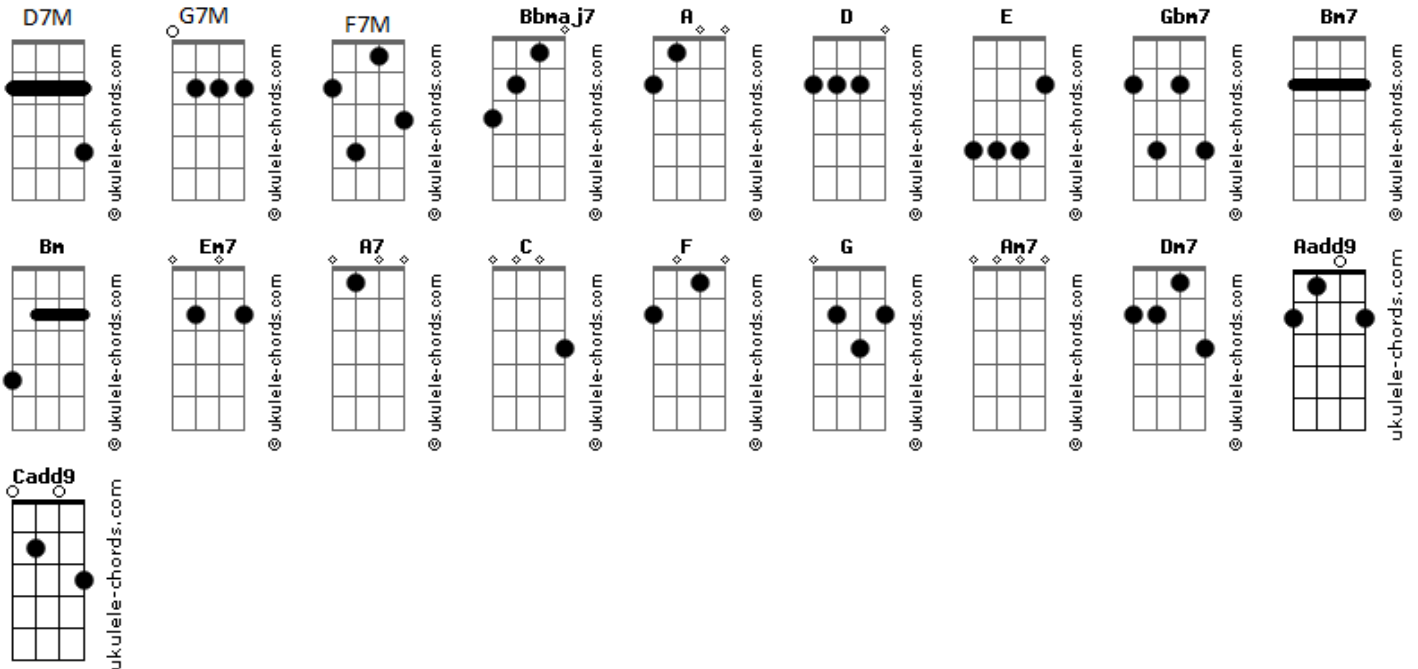 D7M G7M F7M Bbmaj7 A D E Gbm7 Bm7
© ukulele-chords.com © ukulele-chords.com © ukulele-chords.com © ukulele-chords.com © ukulele-chords.com © ukulele-chords.com © ukulele-chords.com © ukulele-chords.com © ukulele-chords.com
Bm Em7 A7 C F G Am7 Dm7 Aadd9
© ukulele-chords.com © ukulele-chords.com © ukulele-chords.com © ukulele-chords.com © ukulele-chords.com © ukulele-chords.com © ukulele-chords.com © ukulele-chords.com ukulele-chords.com
Cadd9
ukulele-chords.com